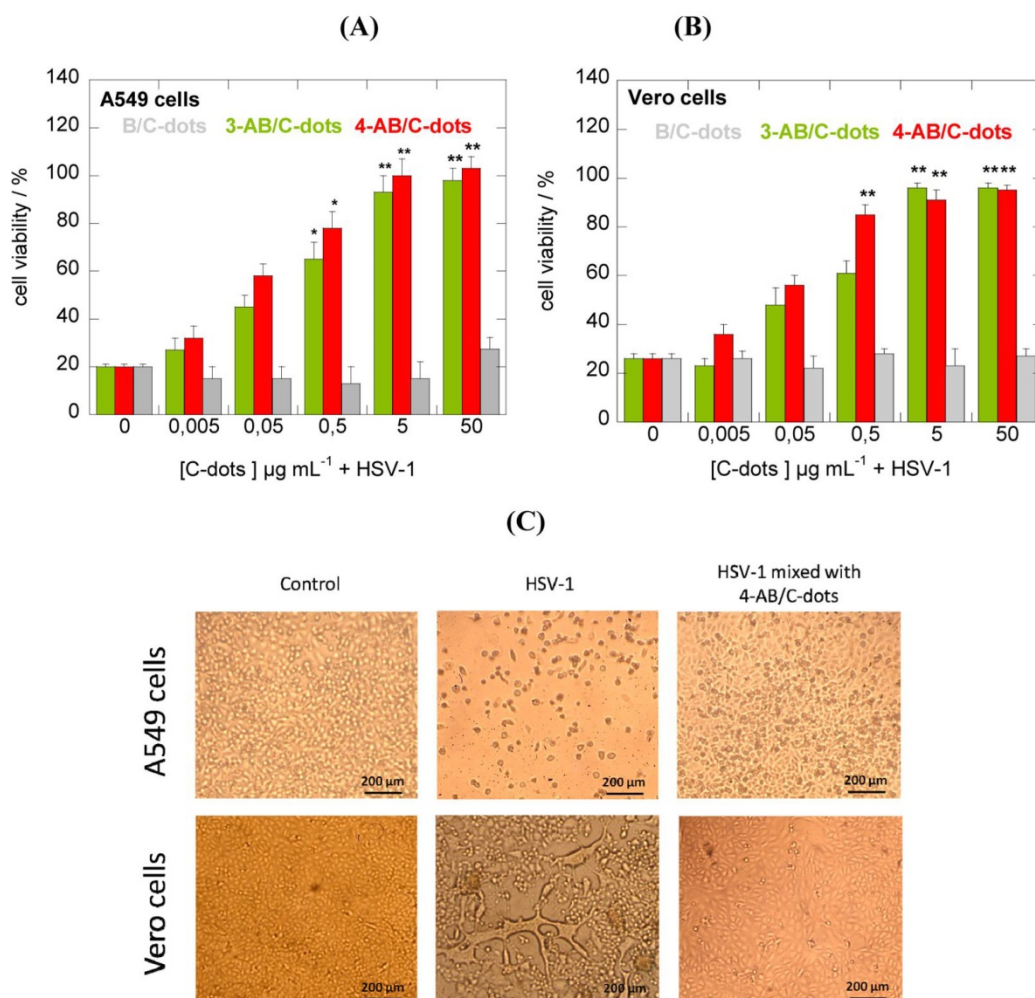 (A)
(B)
140
120
100
80
60
40
20
0
cell viability / %
A549 cells
B/C-dots 3-AB/C-dots 4-AB/C-dots
* * ** ** ** **
0 0,005 0,05 0,5 5 50
[C-dots ] µg mL⁻¹ + HSV-1
140
120
100
80
60
40
20
0
cell viability / %
Vero cells
B/C-dots 3-AB/C-dots 4-AB/C-dots
** ** ** ** **
0 0,005 0,05 0,5 5 50
[C-dots ] µg mL⁻¹ + HSV-1
(C)
Control
HSV-1
HSV-1 mixed with
4-AB/C-dots
A549 cells
200 µm
200 µm
200 µm
Vero cells
200 µm
200 µm
200 µm